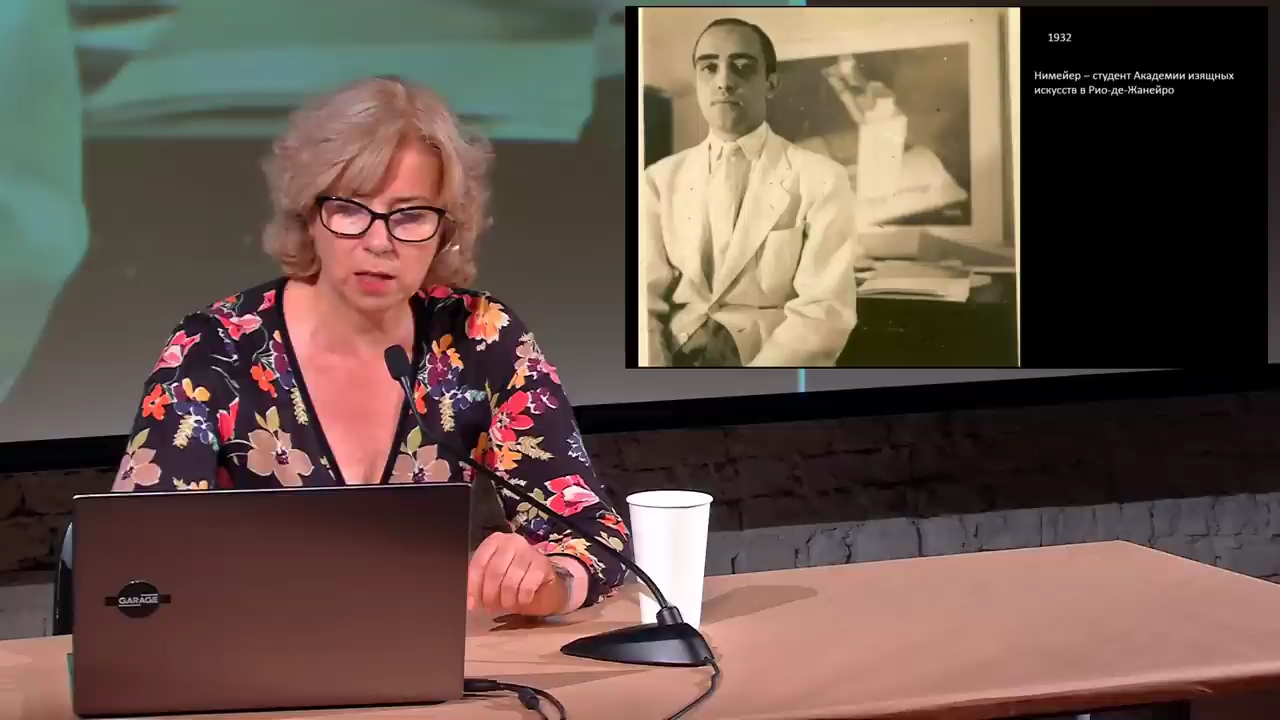 1932
Нимейер – студент Академии изящных
искусств в Рио-де-Жанейро
GARAGE